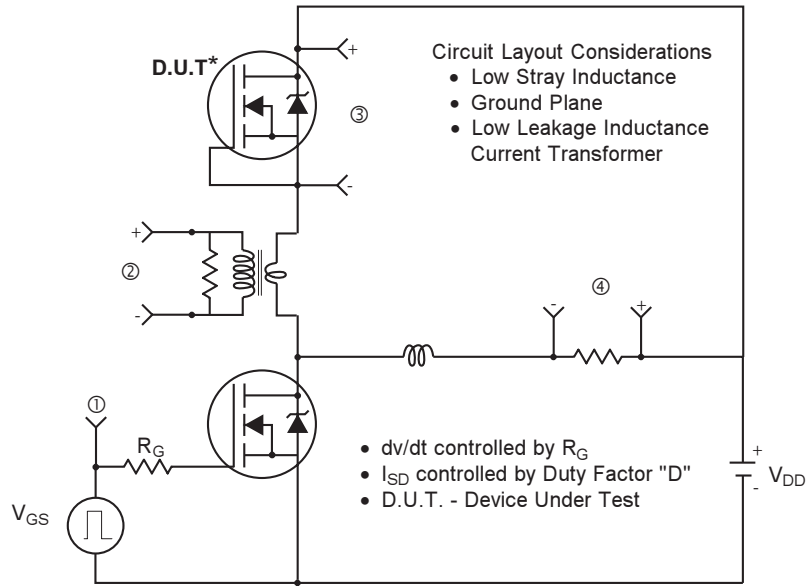 D.U.T*
+
③
-
Circuit Layout Considerations
• Low Stray Inductance
• Ground Plane
• Low Leakage Inductance
Current Transformer
+
②
-
-
④
+
①
R_G
V_GS
• dv/dt controlled by R_G
• I_SD controlled by Duty Factor "D"
• D.U.T. - Device Under Test
+
-
V_DD